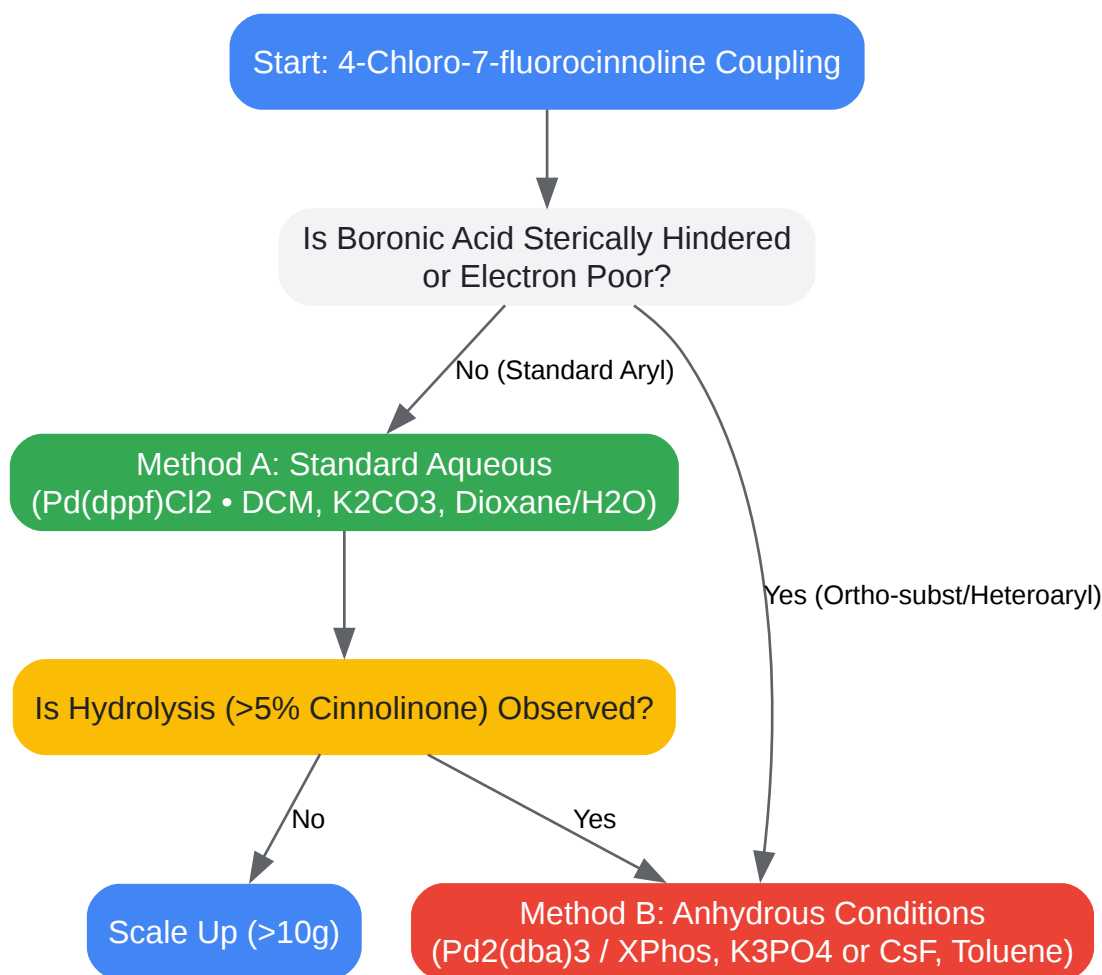 Start: 4-Chloro-7-fluorocinnoline Coupling
Is Boronic Acid Sterically Hindered
or Electron Poor?
No (Standard Aryl)
Method A: Standard Aqueous
(Pd(dppf)Cl2 • DCM, K2CO3, Dioxane/H2O)
Yes (Ortho-subst/Heteroaryl)
Is Hydrolysis (>5% Cinnolinone) Observed?
No
Yes
Scale Up (>10g)
Method B: Anhydrous Conditions
(Pd2(dba)3 / XPhos, K3PO4 or CsF, Toluene)